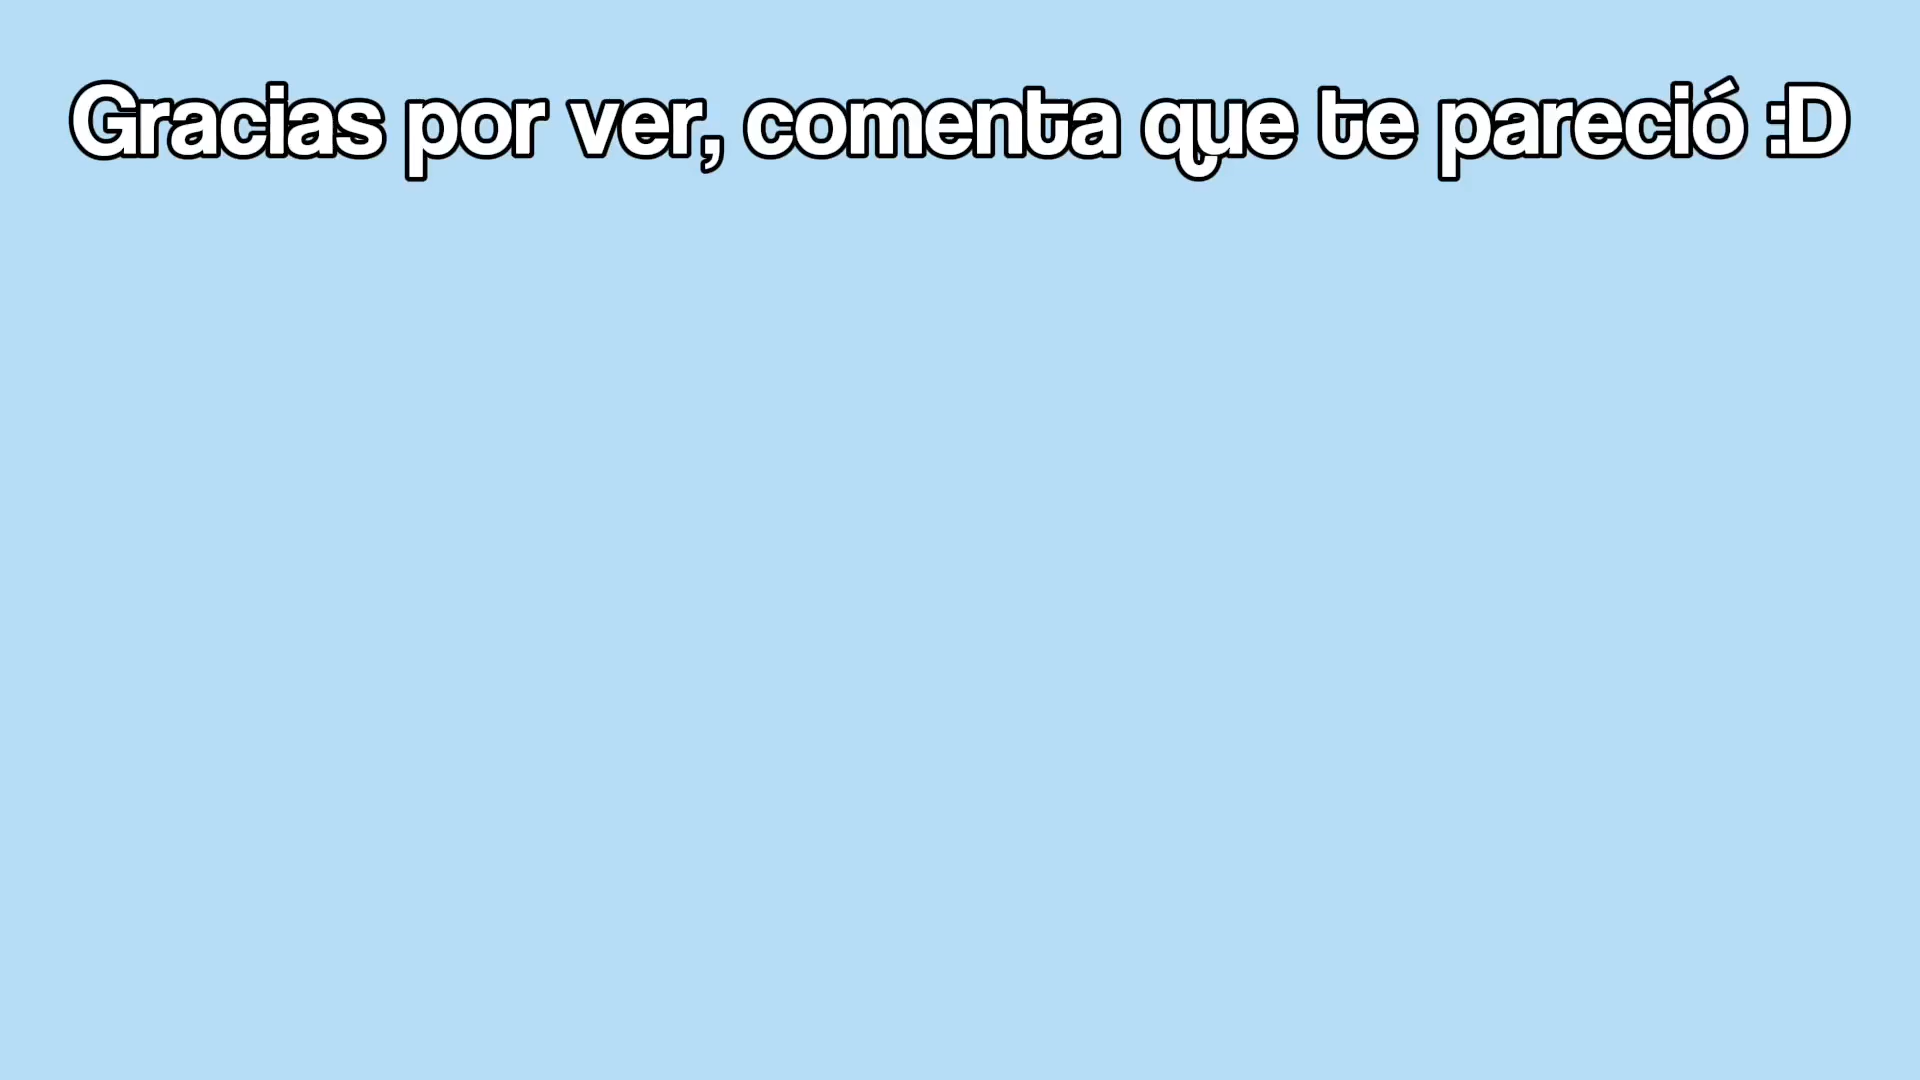 Gracias por ver, comenta que te pareció :D